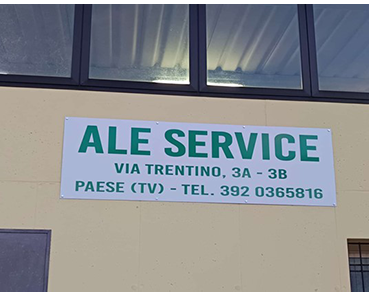 ALE SERVICE
VIA TRENTINO, 3A - 3B
PAESE (TV) - TEL. 392 0365816